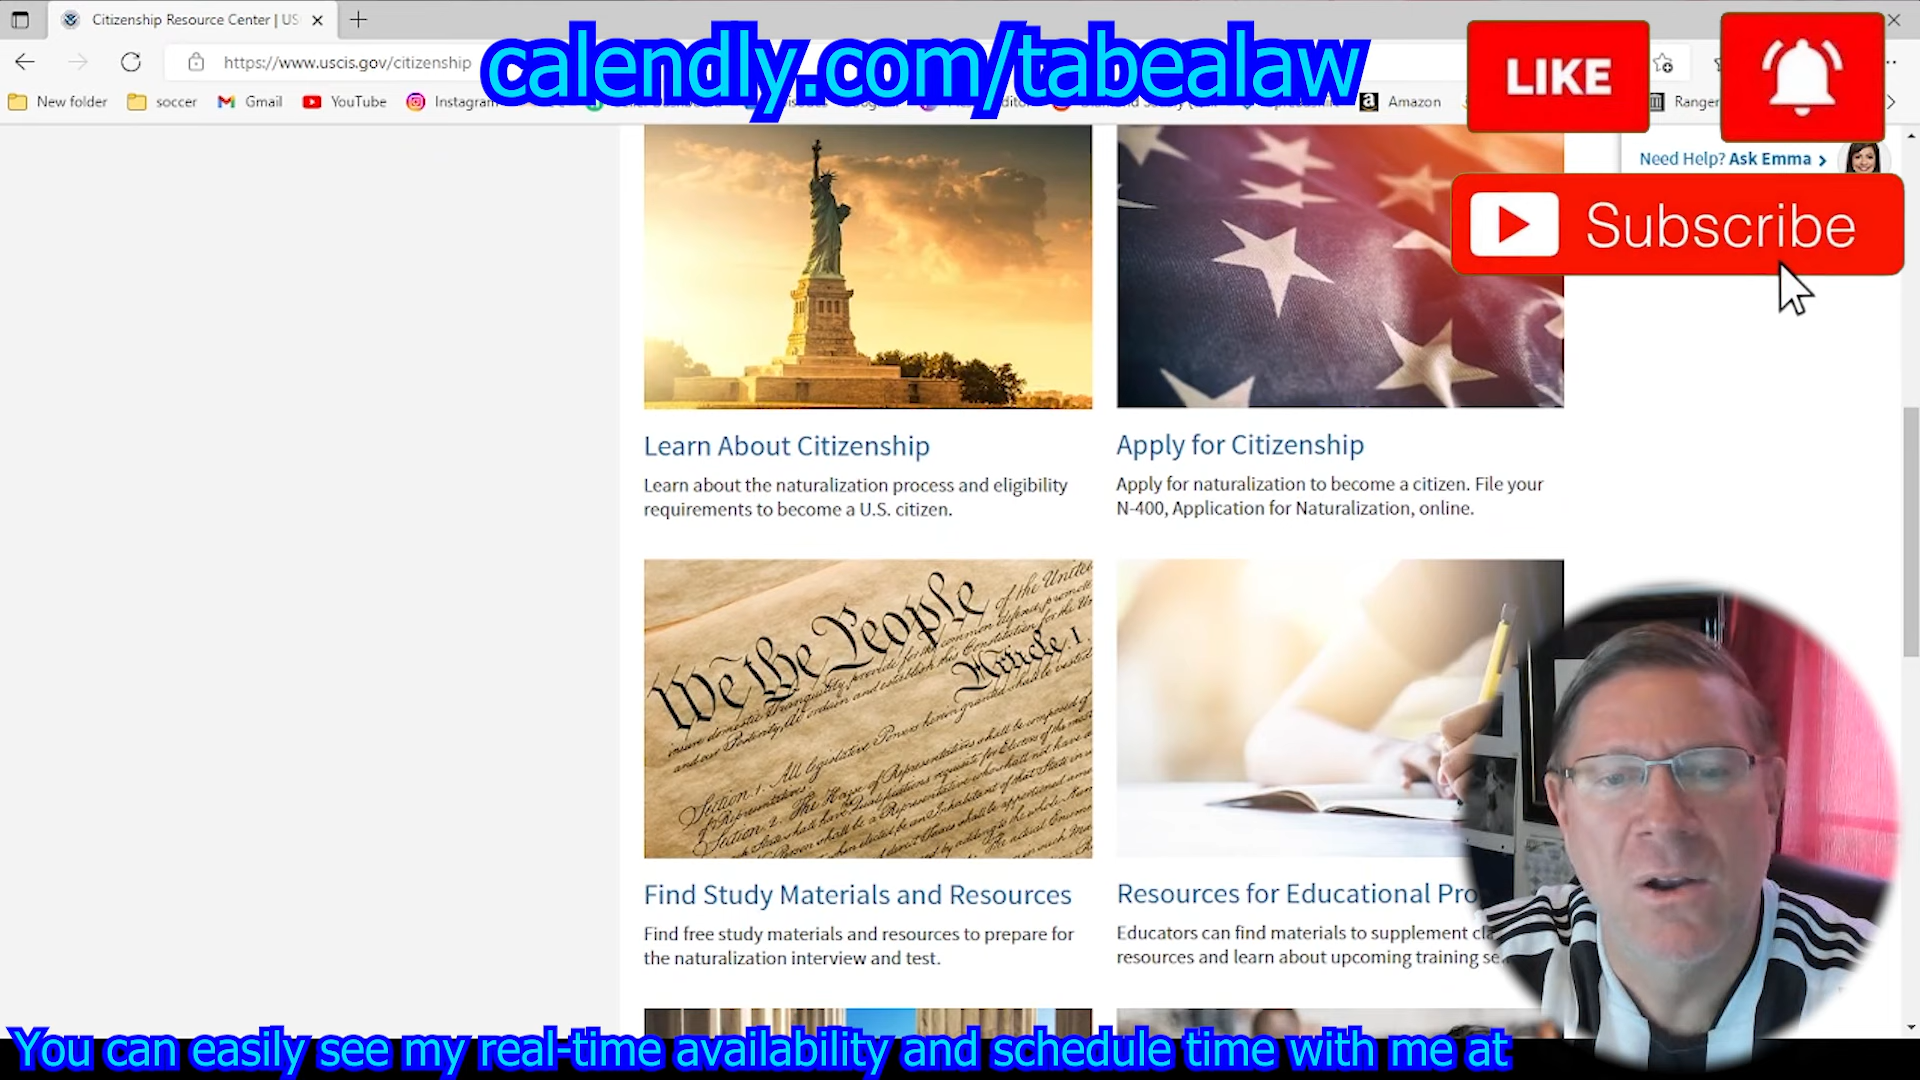 Citizenship Resource Center | US
https://www.uscis.gov/citizenship
calendly.com/tabealaw
LIKE
New folder
soccer
Gmail
YouTube
Instagram
Amazon
Ranger
Need Help? Ask Emma
Subscribe
Learn About Citizenship
Learn about the naturalization process and eligibility
requirements to become a U.S. citizen.
Apply for Citizenship
Apply for naturalization to become a citizen. File your
N-400, Application for Naturalization, online.
We the People
of the United
Article. I.
Find Study Materials and Resources
Find free study materials and resources to prepare for
the naturalization interview and test.
Resources for Educational Pro
Educators can find materials to supplement
resources and learn about upcoming training
You can easily see my real-time availability and schedule time with me at